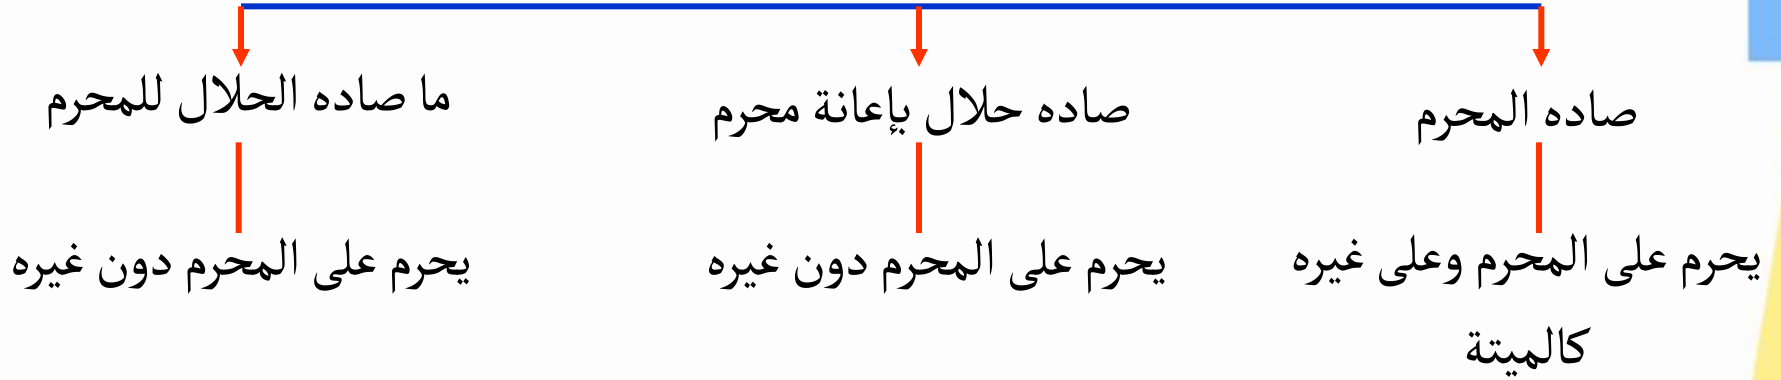 صاده المحرم
صاده حلال بإعانة محرم
ما صاده الحلال للمحرم
يحرم على المحرم وعلى غيره
كالميتة
يحرم على المحرم دون غيره
يحرم على المحرم دون غيره